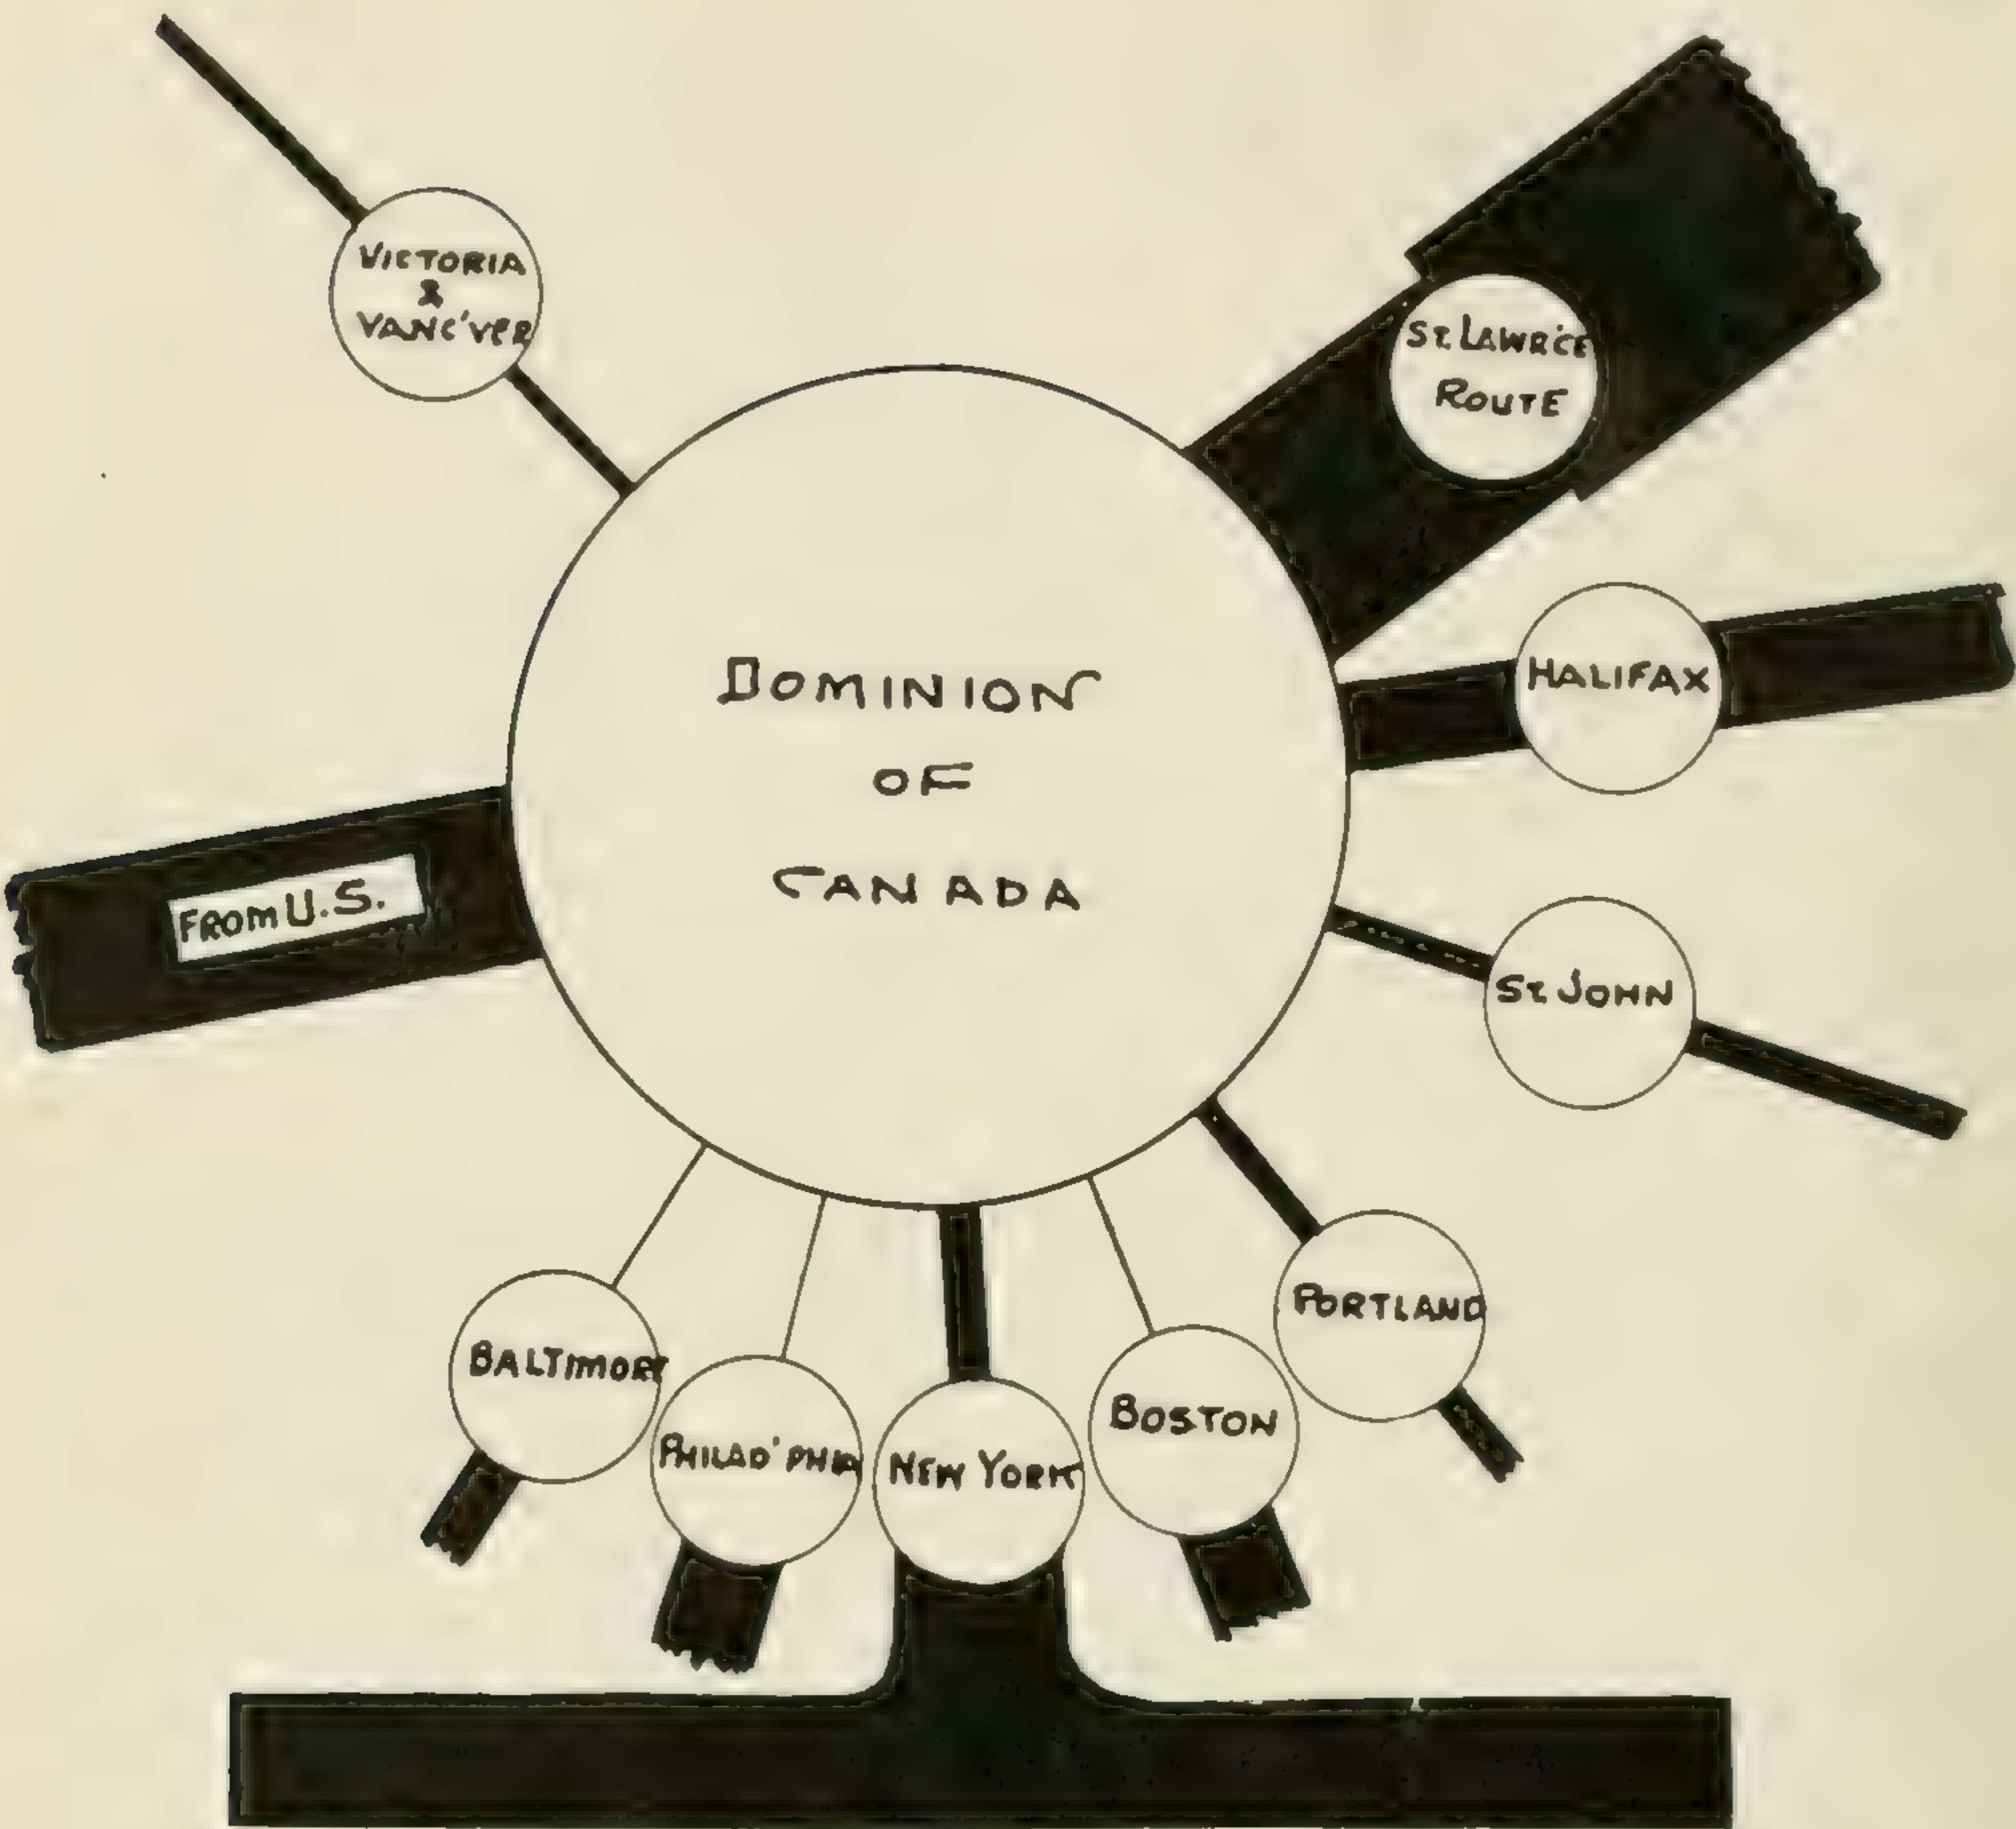 VICTORIA
&
VANC'VER
ST. LAWR'CE
ROUTE
HALIFAX
DOMINION
OF
CANADA
FROM U.S.
ST. JOHN
PORTLAND
BALTIMORE
PHILAD'PHIA
NEW YORK
BOSTON